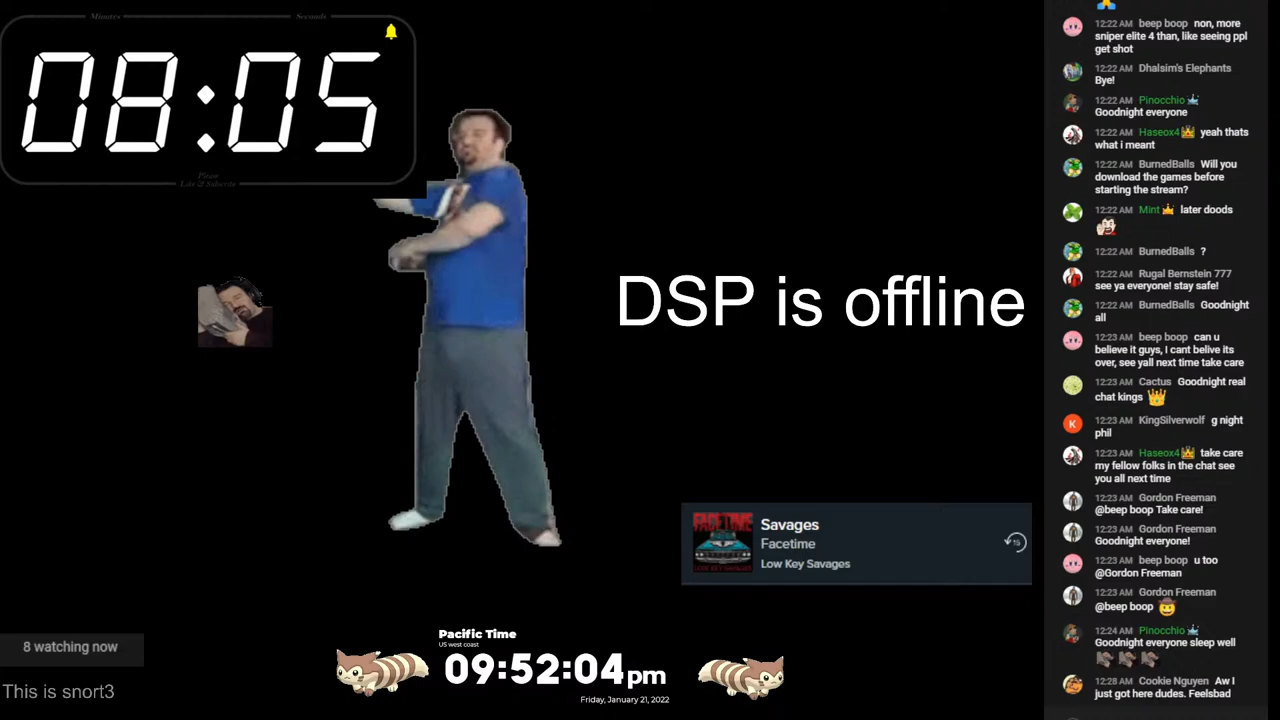 Minutes
Seconds
08:05
Please
Like & Subscribe
DSP is offline
FACETIME
Savages
Facetime
Low Key Savages
15
8 watching now
This is snort3
Pacific Time
US west coast
09:52:04pm
Friday, January 21, 2022
12:22 AM beep boop non, more
sniper elite 4 than, like seeing ppl
get shot
12:22 AM Dhalsim's Elephants
Bye!
12:22 AM Pinocchio
Goodnight everyone
12:22 AM Haseox4 yeah thats
what i meant
12:22 AM BurnedBalls Will you
download the games before
starting the stream?
12:22 AM Mint later doods
12:22 AM BurnedBalls ?
12:22 AM Rugal Bernstein 777
see ya everyone! stay safe!
12:22 AM BurnedBalls Goodnight
all
12:23 AM beep boop can u
believe it guys, I cant belive its
over, see yall next time take care
12:23 AM Cactus Goodnight real
chat kings
K
12:23 AM KingSilverwolf g night
phil
12:23 AM Haseox4 take care
my fellow folks in the chat see
you all next time
12:23 AM Gordon Freeman
@beep boop Take care!
12:23 AM Gordon Freeman
Goodnight everyone!
12:23 AM beep boop u too
@Gordon Freeman
12:23 AM Gordon Freeman
@beep boop
12:24 AM Pinocchio
Goodnight everyone sleep well
12:28 AM Cookie Nguyen Aw I
just got here dudes. Feelsbad